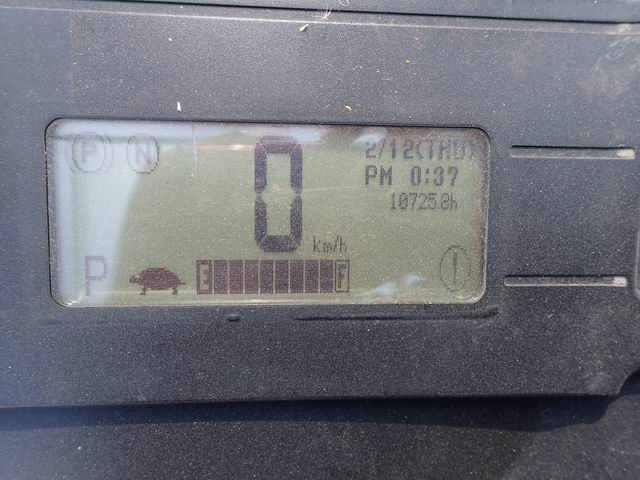 P N
0 km/h
2/12(THU)
PM 0:37
10725.8h
P E F !